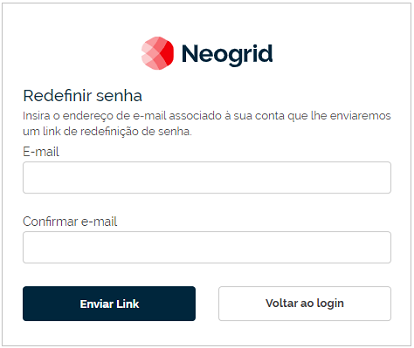 Neogrid
Redefinir senha
Insira o endereço de e-mail associado à sua conta que lhe enviaremos
um link de redefinição de senha.
E-mail
Confirmar e-mail
Enviar Link
Voltar ao login